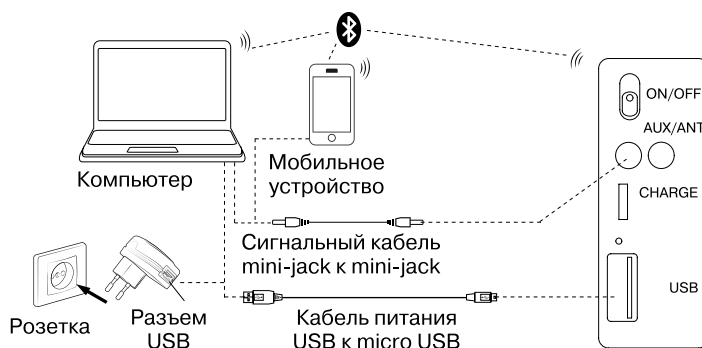 ON/OFF
AUX/ANT
Мобильное
устройство
Компьютер
CHARGE
Сигнальный кабель
mini-jack к mini-jack
USB
Розетка
Разъем
USB
Кабель питания
USB к micro USB